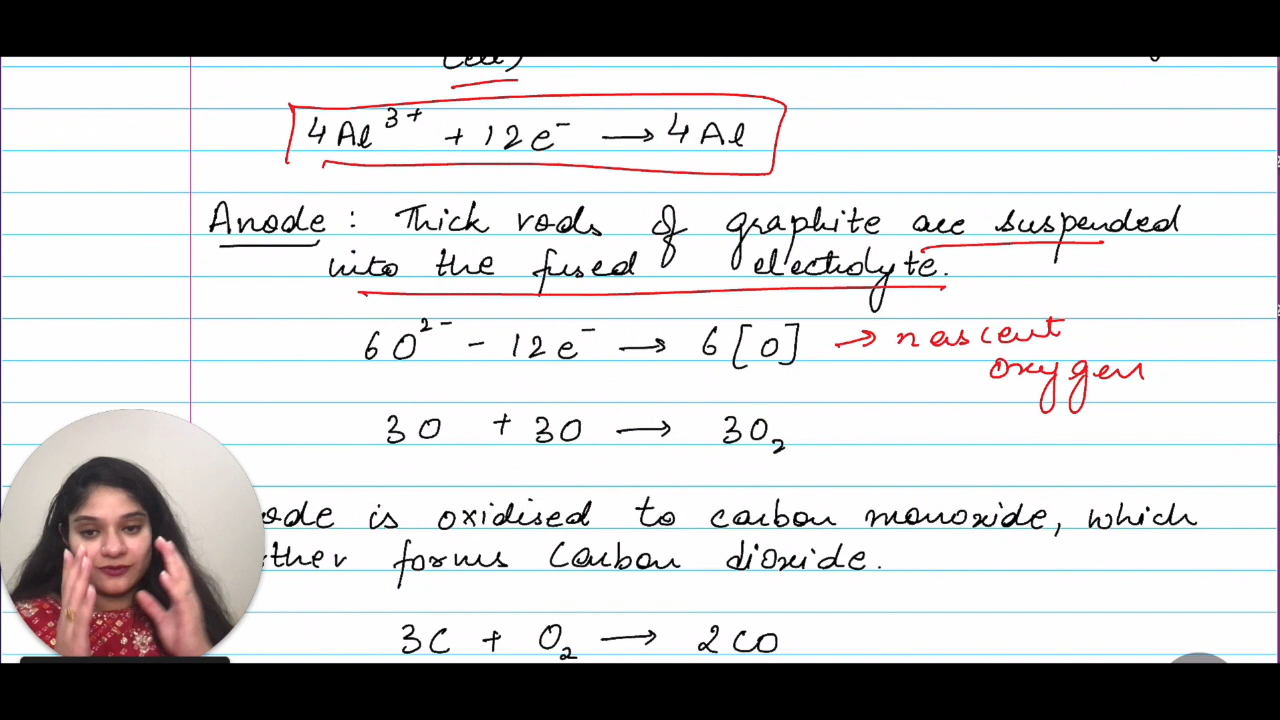 4Al³⁺ + 12e⁻ → 4Al
Anode : Thick rods of graphite are suspended
into the fused electrolyte.
6O²⁻ - 12e⁻ → 6[O] → nascent
oxygen
3O + 3O → 3O₂
ode is oxidised to carbon monoxide, which
ther forms carbon dioxide.
3C + O₂ → 2CO